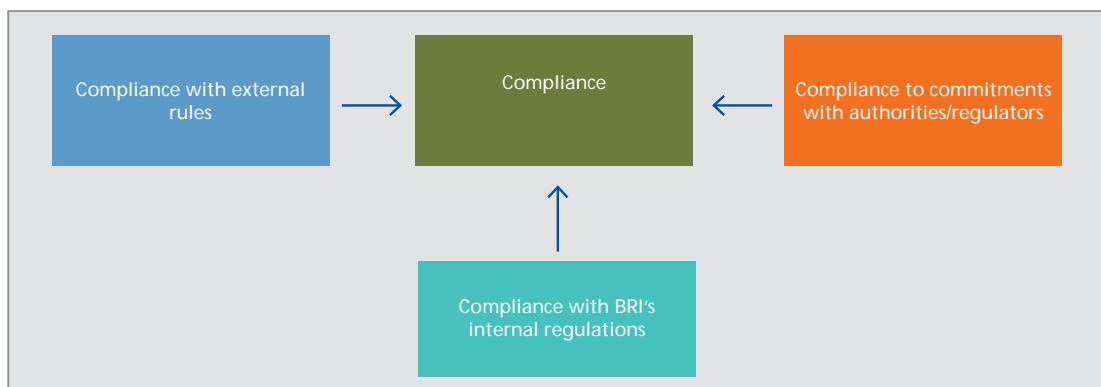 Compliance with external
rules
Compliance
Compliance to commitments
with authorities/regulators
Compliance with BRI's
internal regulations